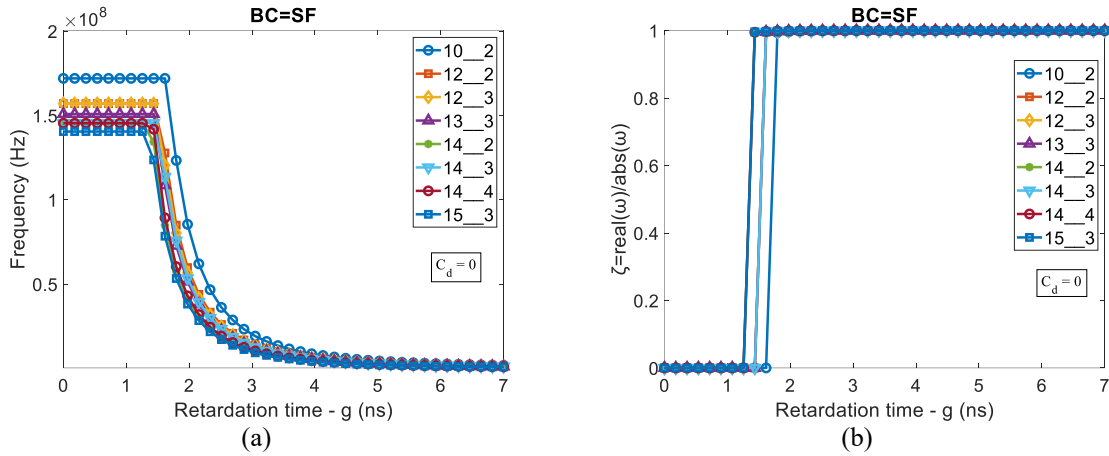 BC=SF
× 10⁸
2
1.5
1
0.5
Frequency (Hz)
10__2
12__2
12__3
13__3
14__2
14__3
14__4
15__3
C_d = 0
0 1 2 3 4 5 6 7
Retardation time - g (ns)
(a)
BC=SF
1
0.8
0.6
0.4
0.2
0
ζ=real(ω)/abs(ω)
10__2
12__2
12__3
13__3
14__2
14__3
14__4
15__3
C_d = 0
0 1 2 3 4 5 6 7
Retardation time - g (ns)
(b)